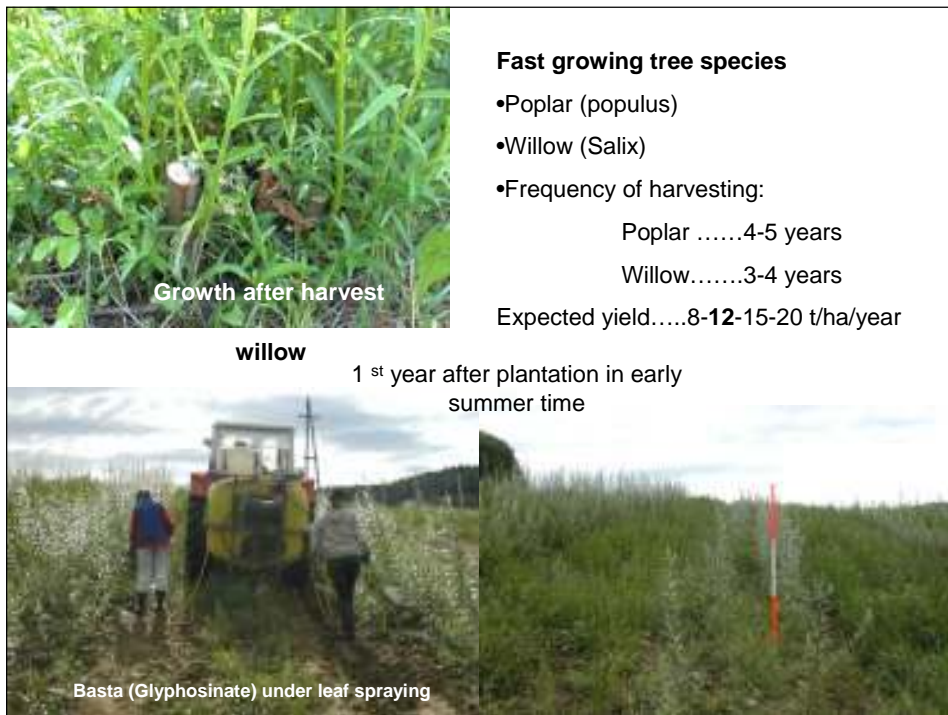 Fast growing tree species
•Poplar (populus)
•Willow (Salix)
•Frequency of harvesting:
Poplar ……4-5 years
Willow…….3-4 years
Expected yield…..8-12-15-20 t/ha/year
Growth after harvest
willow
1 st year after plantation in early
summer time
Basta (Glyphosinate) under leaf spraying